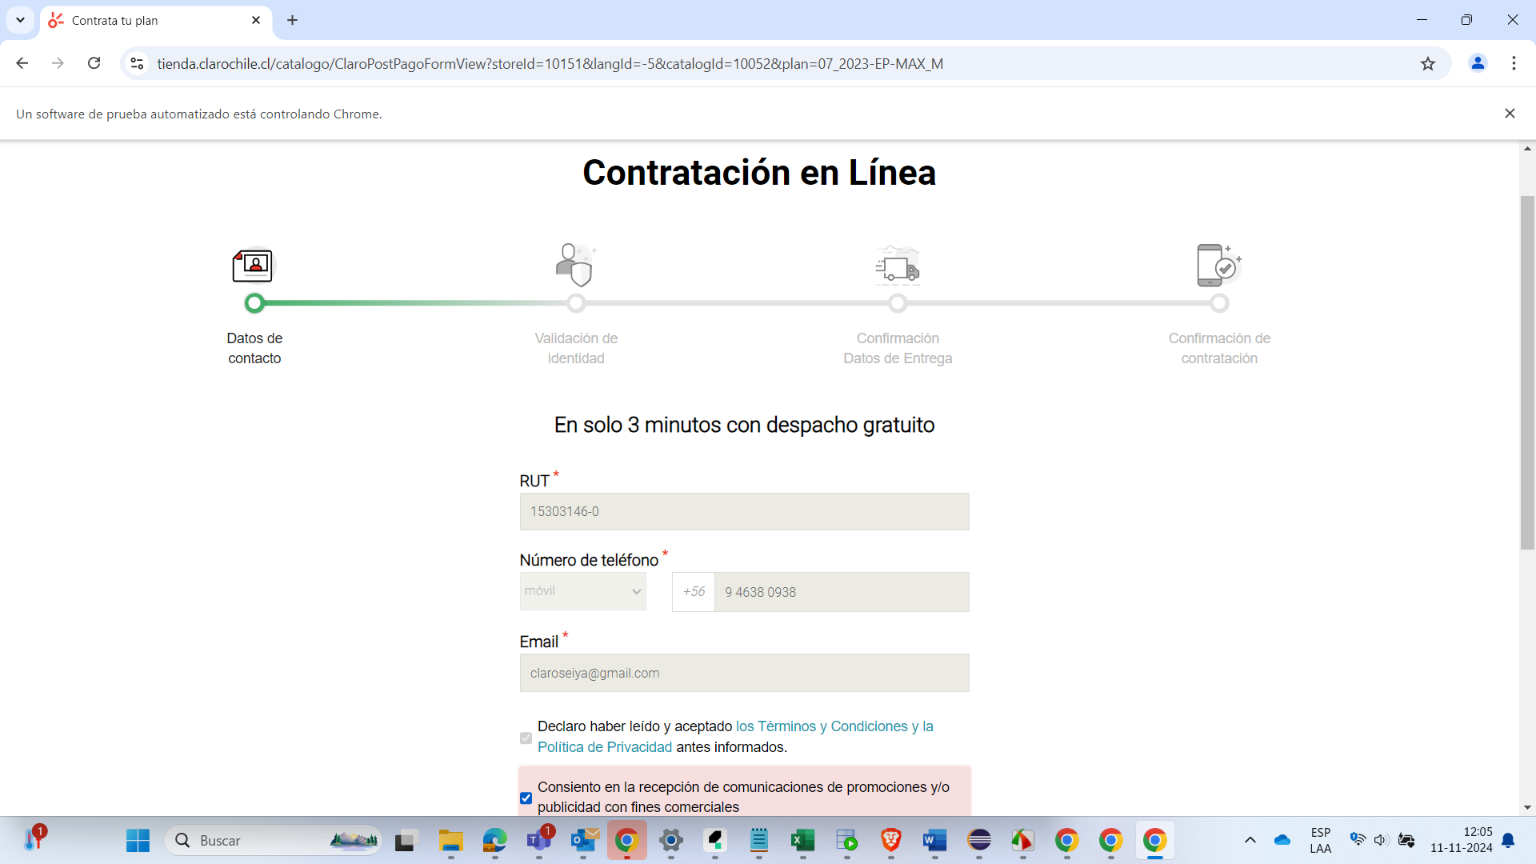 Contrata tu plan
tienda.clarochile.cl/catalogo/ClaroPostPagoFormView?storeId=10151&langId=-5&catalogId=10052&plan=07_2023-EP-MAX_M
Un software de prueba automatizado está controlando Chrome.
Contratación en Línea
Datos de
contacto
Validación de
identidad
Confirmación
Datos de Entrega
Confirmación de
contratación
En solo 3 minutos con despacho gratuito
RUT *
15303146-0
Número de teléfono *
móvil
+56
9 4638 0938
Email *
claroseiya@gmail.com
Declaro haber leído y aceptado los Términos y Condiciones y la
Política de Privacidad antes informados.
Consiento en la recepción de comunicaciones de promociones y/o
publicidad con fines comerciales
1
Buscar
1
ESP
LAA
12:05
11-11-2024